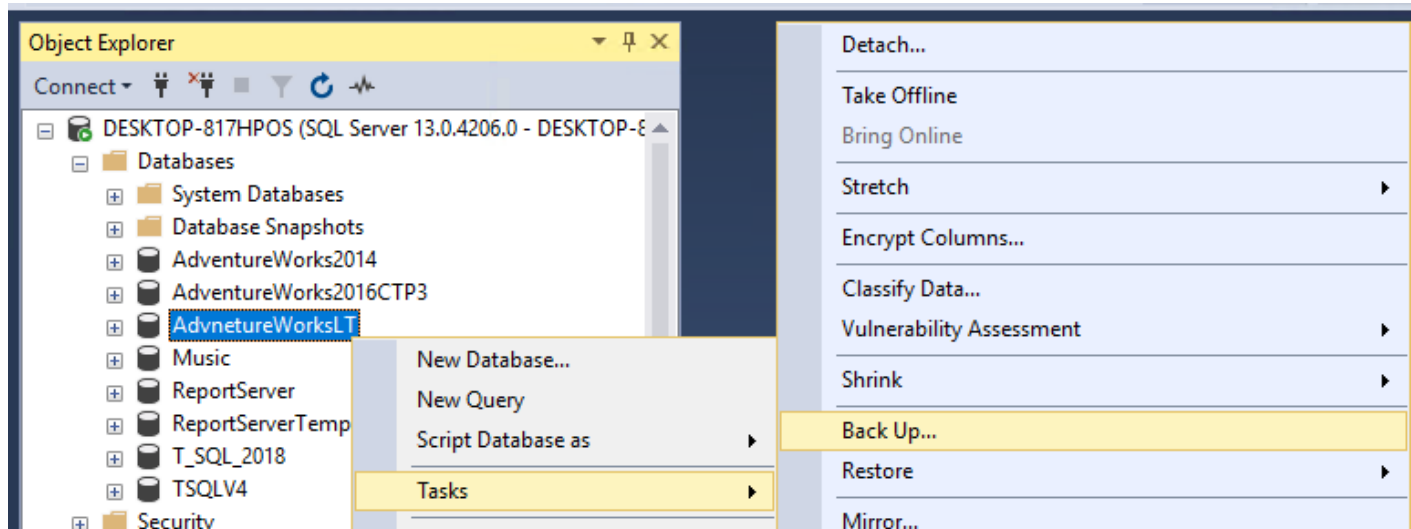 Object Explorer
Connect
DESKTOP-817HPOS (SQL Server 13.0.4206.0 - DESKTOP-8
Databases
System Databases
Database Snapshots
AdventureWorks2014
AdventureWorks2016CTP3
AdvnetureWorksLT
Music
ReportServer
ReportServerTemp
T_SQL_2018
TSQLV4
Security
New Database...
New Query
Script Database as
Tasks
Detach...
Take Offline
Bring Online
Stretch
Encrypt Columns...
Classify Data...
Vulnerability Assessment
Shrink
Back Up...
Restore
Mirror...